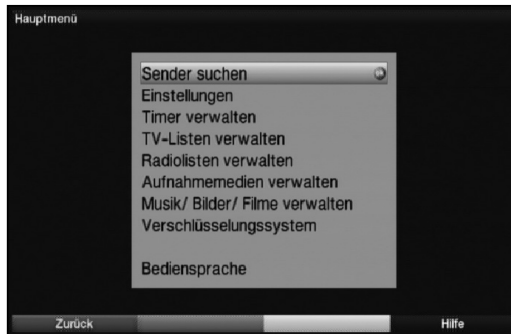 Hauptmenü
Sender suchen
Einstellungen
Timer verwalten
TV-Listen verwalten
Radiolisten verwalten
Aufnahmemedien verwalten
Musik/ Bilder/ Filme verwalten
Verschlüsselungssystem
Bediensprache
Zurück
Hilfe